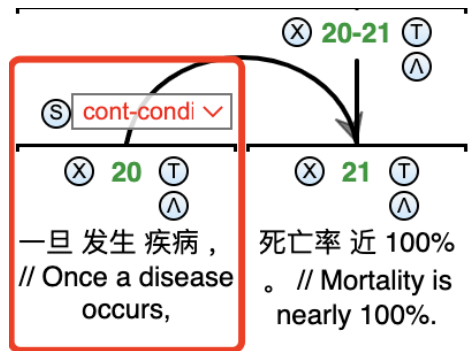 X 20-21 T
Λ
S cont-condi
X 20 T
Λ
一旦 发生 疾病 ，
// Once a disease
occurs,
X 21 T
Λ
死亡率 近 100%
。 // Mortality is
nearly 100%.